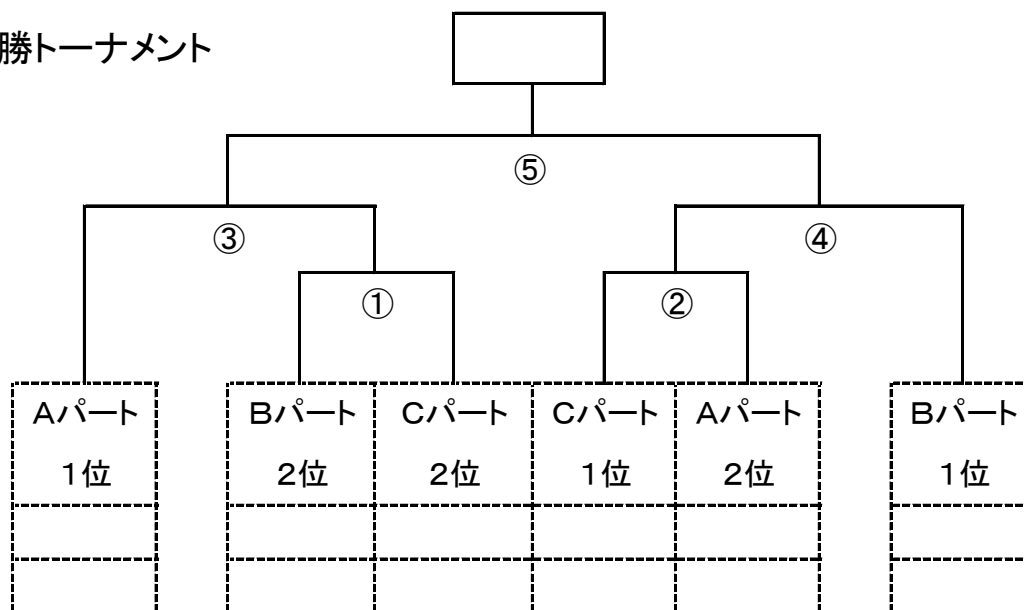 勝トーナメント
⑤
③
④
①
②
Aパート
1位
Bパート
2位
Cパート
2位
Cパート
1位
Aパート
2位
Bパート
1位